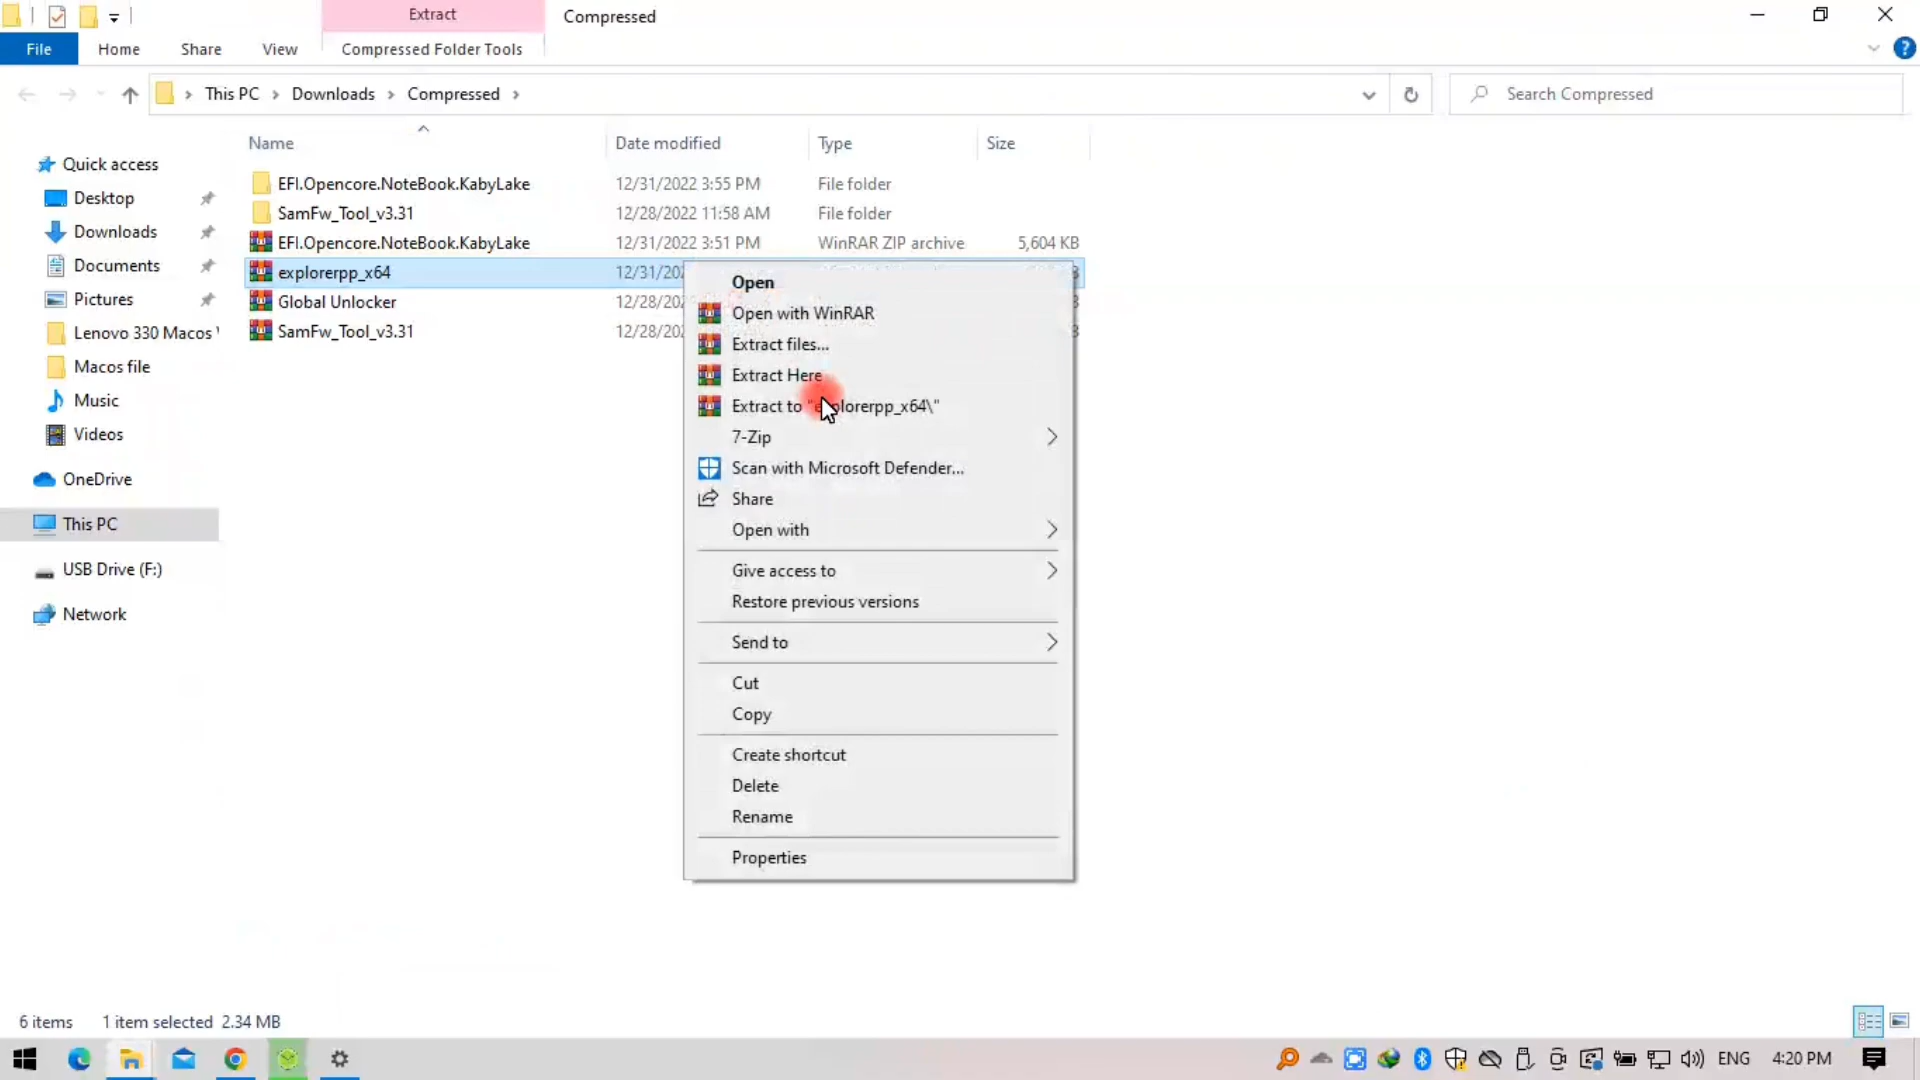 Extract
Compressed
File
Home
Share
View
Compressed Folder Tools
This PC
Downloads
Compressed
Search Compressed
Name
Date modified
Type
Size
Quick access
Desktop
Downloads
Documents
Pictures
Lenovo 330 Macos
Macos file
Music
Videos
OneDrive
This PC
USB Drive (F:)
Network
EFI.Opencore.NoteBook.KabyLake 12/31/2022 3:55 PM File folder
SamFw_Tool_v3.31 12/28/2022 11:58 AM File folder
EFI.Opencore.NoteBook.KabyLake 12/31/2022 3:51 PM WinRAR ZIP archive 5,604 KB
explorerpp_x64 12/31/20
Global Unlocker 12/28/20
SamFw_Tool_v3.31 12/28/20
Open
Open with WinRAR
Extract files...
Extract Here
Extract to "explorerpp_x64\"
7-Zip
Scan with Microsoft Defender...
Share
Open with
Give access to
Restore previous versions
Send to
Cut
Copy
Create shortcut
Delete
Rename
Properties
6 items 1 item selected 2.34 MB
ENG 4:20 PM